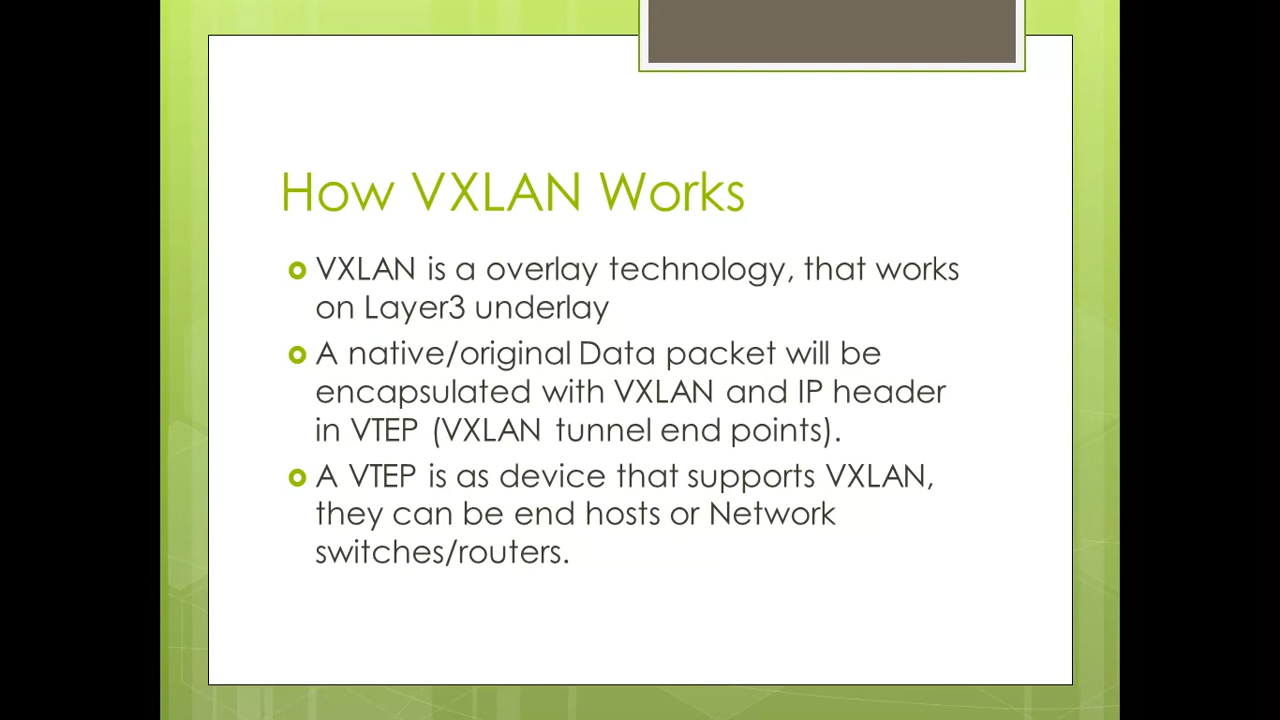 How VXLAN Works
VXLAN is a overlay technology, that works
on Layer3 underlay
A native/original Data packet will be
encapsulated with VXLAN and IP header
in VTEP (VXLAN tunnel end points).
A VTEP is as device that supports VXLAN,
they can be end hosts or Network
switches/routers.